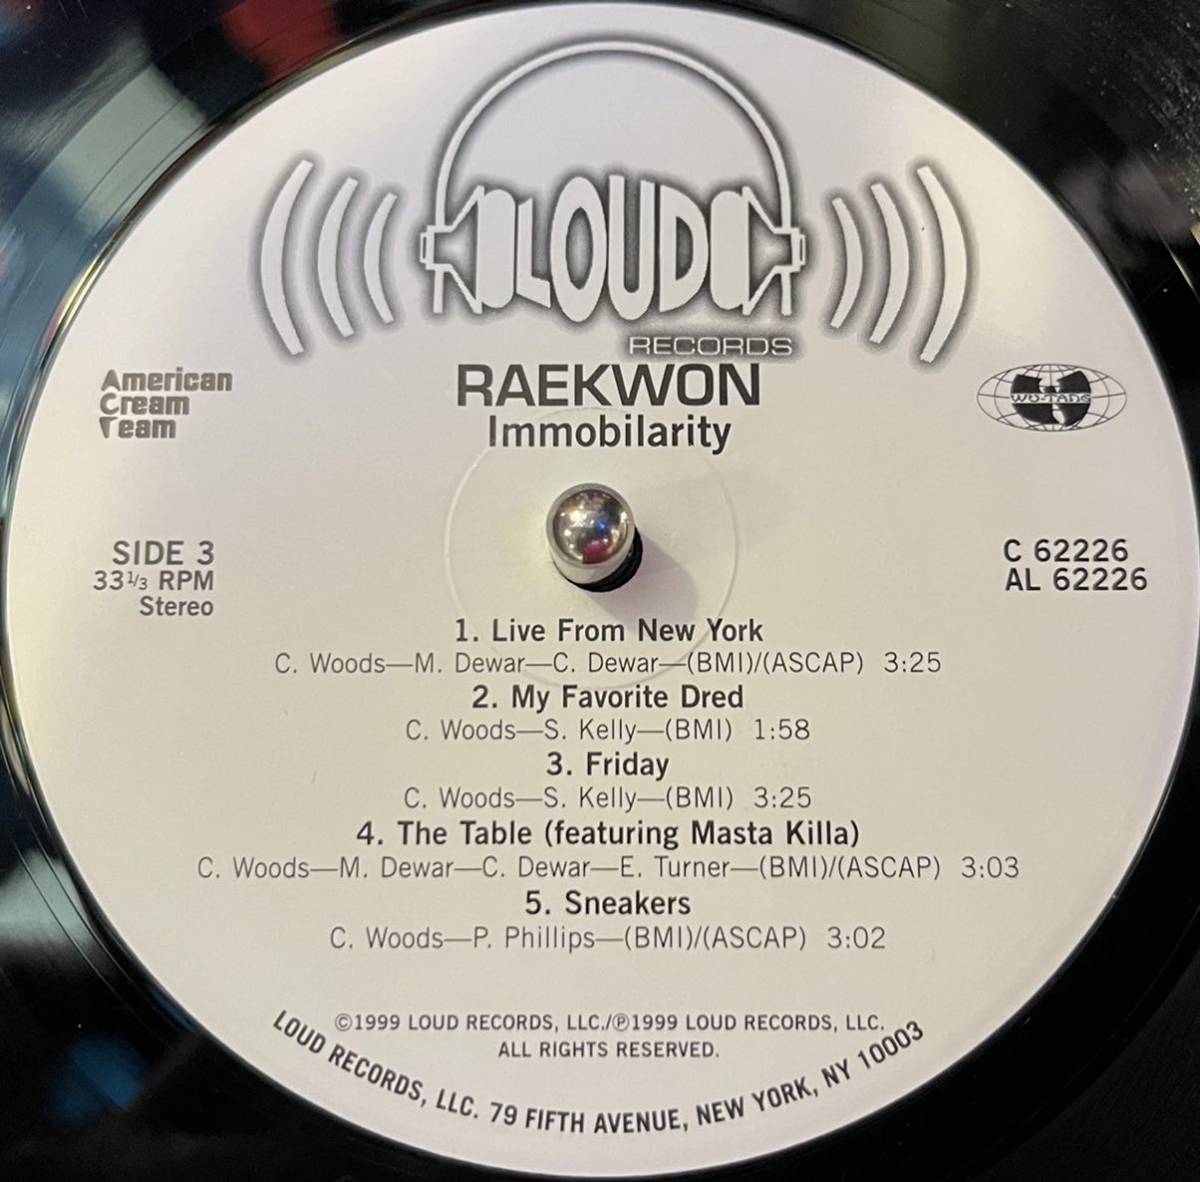 LOUD
RECORDS
RAEKWON
Immobilarity
American
Cream
Team
WU-TANG
SIDE 3
33 1/3 RPM
Stereo
C 62226
AL 62226
1. Live From New York
C. Woods—M. Dewar—C. Dewar—(BMI)/(ASCAP) 3:25
2. My Favorite Dred
C. Woods—S. Kelly—(BMI) 1:58
3. Friday
C. Woods—S. Kelly—(BMI) 3:25
4. The Table (featuring Masta Killa)
C. Woods—M. Dewar—C. Dewar—E. Turner—(BMI)/(ASCAP) 3:03
5. Sneakers
C. Woods—P. Phillips—(BMI)/(ASCAP) 3:02
©1999 LOUD RECORDS, LLC./℗1999 LOUD RECORDS, LLC.
ALL RIGHTS RESERVED.
LOUD RECORDS, LLC. 79 FIFTH AVENUE, NEW YORK, NY 10003